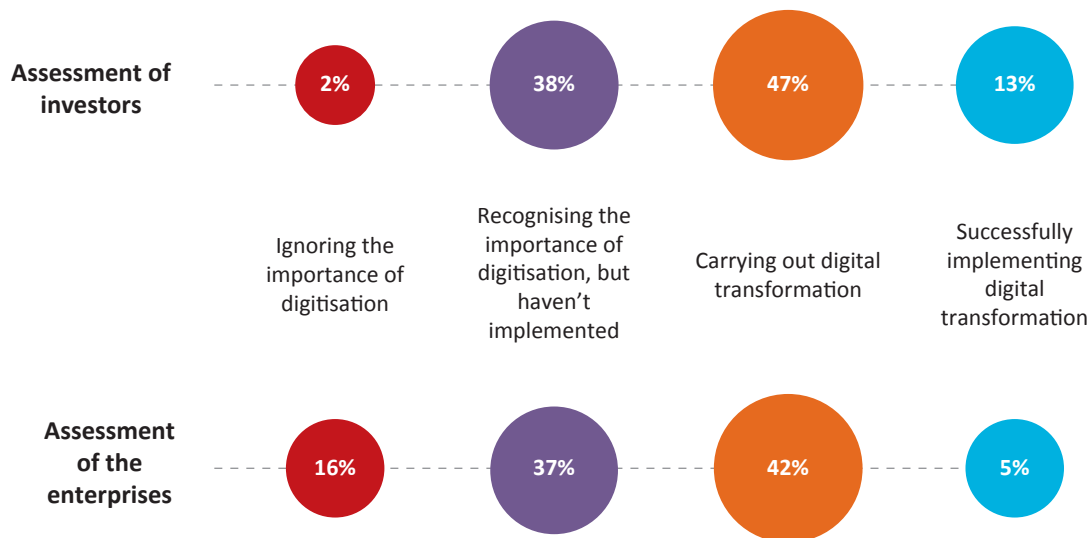 Assessment of
investors
2%
38%
47%
13%
Ignoring the
importance of
digitisation
Recognising the
importance of
digitisation, but
haven’t
implemented
Carrying out digital
transformation
Successfully
implementing
digital
transformation
Assessment
of the
enterprises
16%
37%
42%
5%